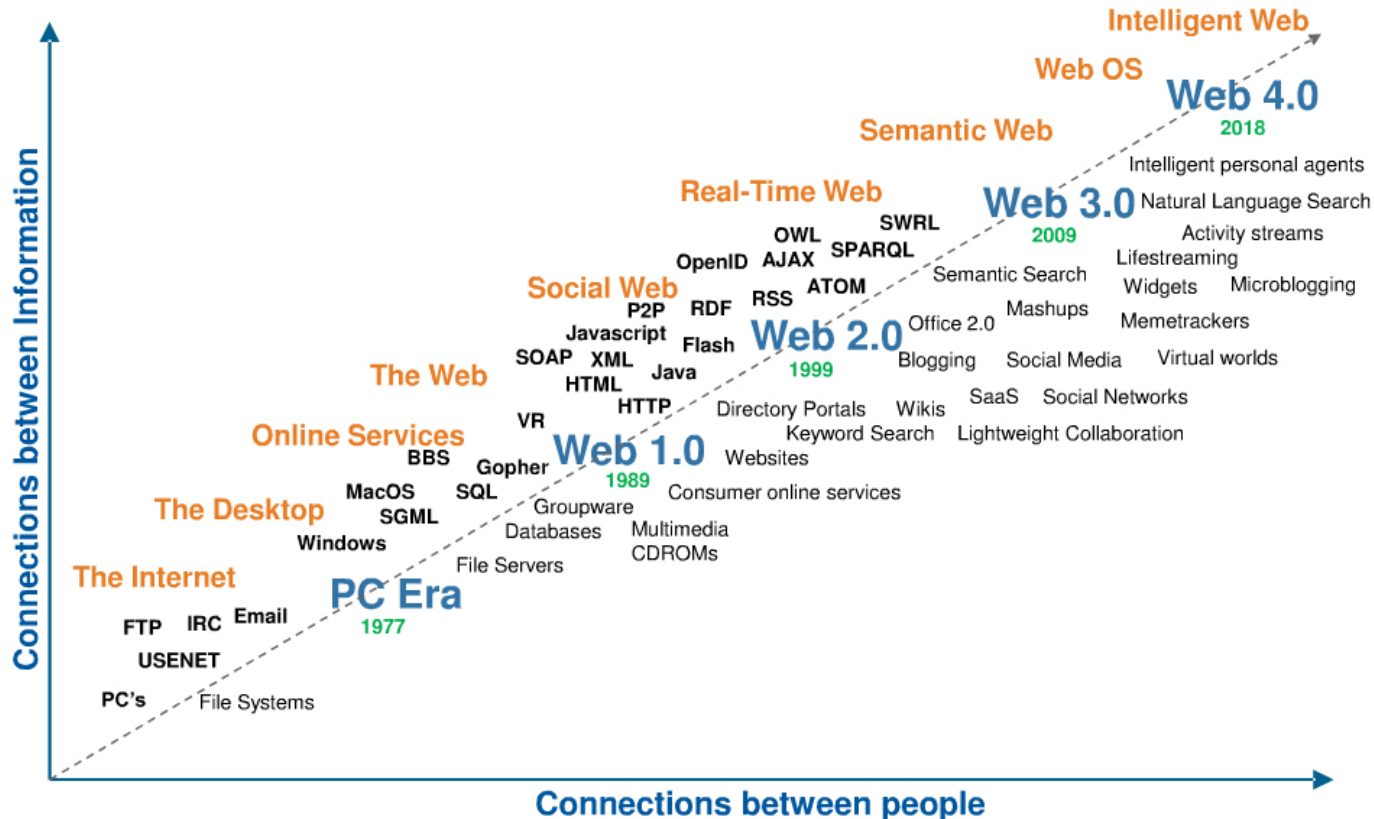 Intelligent Web
Web OS
Web 4.0
2018
Semantic Web
Intelligent personal agents
Real-Time Web
Web 3.0
Natural Language Search
2009
SWRL
OWL
SPARQL
Activity streams
OpenID
AJAX
Lifestreaming
Semantic Search
Social Web
ATOM
Widgets
Microblogging
RSS
P2P
RDF
Mashups
Web 2.0
Office 2.0
Memetrackers
Javascript
Flash
SOAP
XML
1999
Blogging
Social Media
Virtual worlds
The Web
Java
HTML
SaaS
Social Networks
HTTP
Directory Portals
Wikis
VR
Keyword Search
Lightweight Collaboration
Online Services
BBS
Web 1.0
Websites
Gopher
1989
MacOS
SQL
Consumer online services
The Desktop
SGML
Groupware
Windows
Databases
Multimedia
CDROMs
File Servers
The Internet
PC Era
1977
FTP
IRC
Email
USENET
PC's
File Systems
Connections between Information
Connections between people